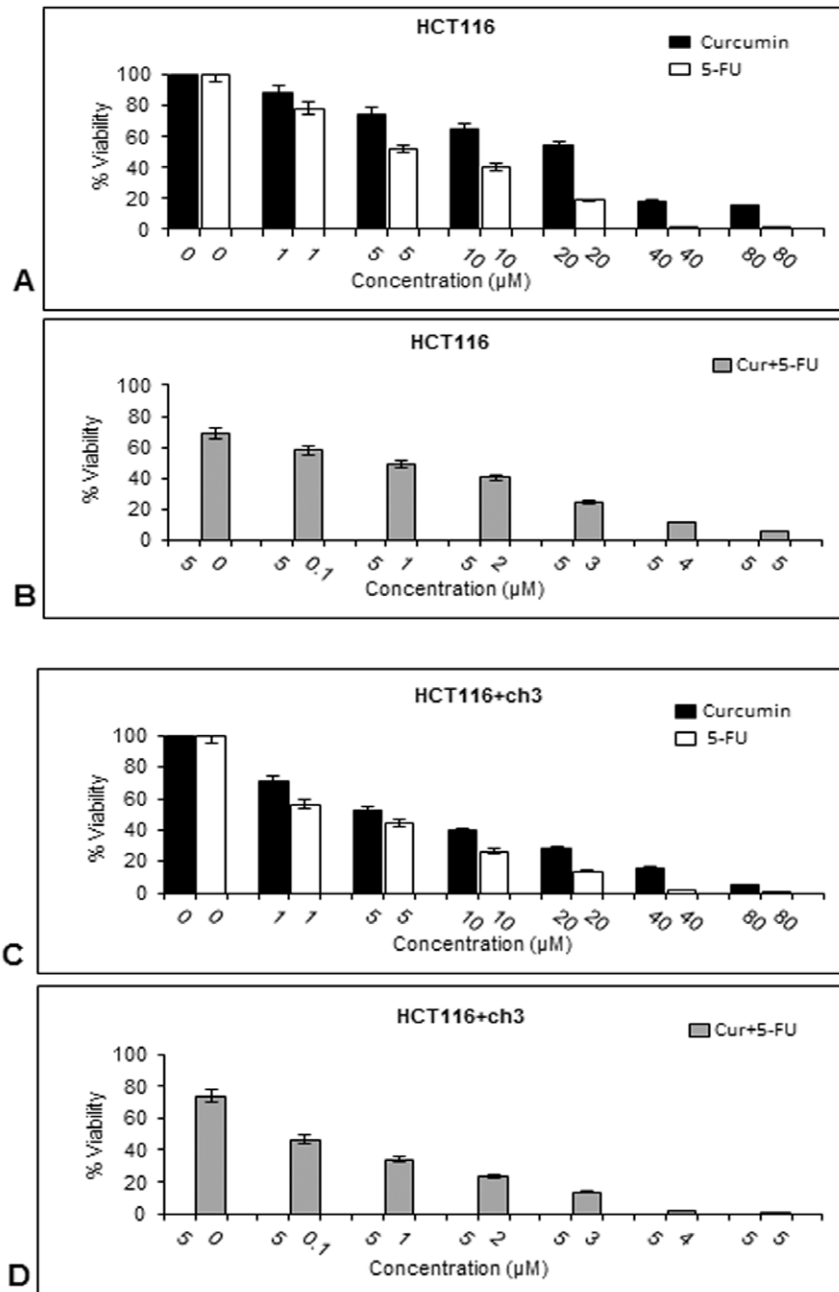 HCT116
Curcumin
5-FU
% Viability
100
80
60
40
20
0
0 0 1 1 5 5 10 10 20 20 40 40 80 80
Concentration (µM)
A
HCT116
Cur+5-FU
% Viability
100
80
60
40
20
0
5 0 5 0.1 5 1 5 2 5 3 5 4 5 5
Concentration (µM)
B
HCT116+ch3
Curcumin
5-FU
% Viability
100
80
60
40
20
0
0 0 1 1 5 5 10 10 20 20 40 40 80 80
Concentration (µM)
C
HCT116+ch3
Cur+5-FU
% Viability
100
80
60
40
20
0
5 0 5 0.1 5 1 5 2 5 3 5 4 5 5
Concentration (µM)
D